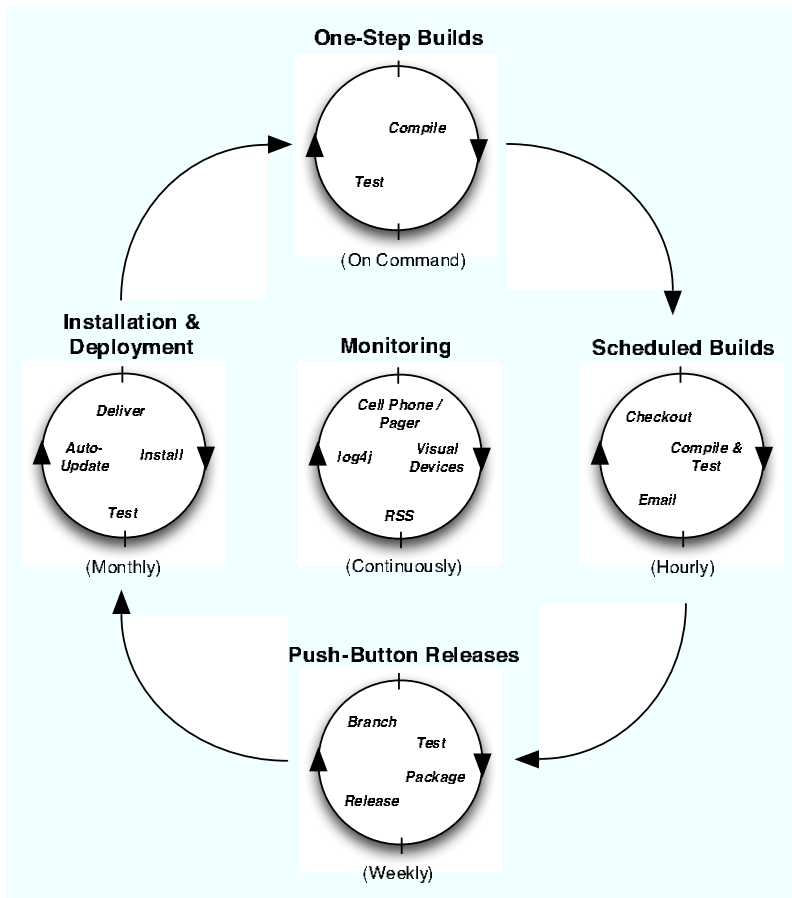 One-Step Builds
Compile
Test
(On Command)
Installation &
Deployment
Deliver
Auto-
Update
Install
Test
(Monthly)
Monitoring
Cell Phone /
Pager
log4j
Visual
Devices
RSS
(Continuously)
Scheduled Builds
Checkout
Compile &
Test
Email
(Hourly)
Push-Button Releases
Branch
Test
Package
Release
(Weekly)